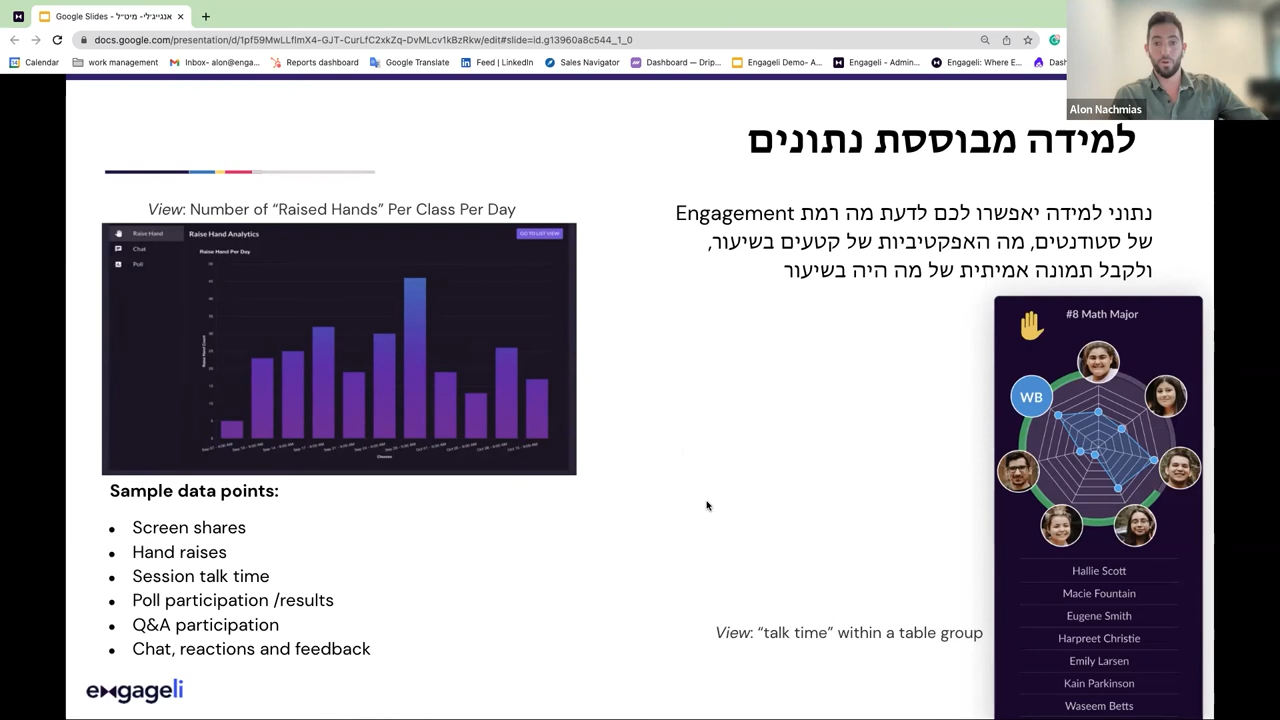 Google Slides - אנגייג'לי- מיט"ל
docs.google.com/presentation/d/1pf59MwLLfImX4-GJT-CurLfC2xkZq-DvMLcv1kBzRkw/edit#slide=id.g13960a8c544_1_0
Calendar work management Inbox- alon@enga... Reports dashboard Google Translate Feed | LinkedIn Sales Navigator Dashboard — Drip... Engageli Demo- A... Engageli - Admin... Engageli: Where E... Dash
Alon Nachmias
למידה מבוססת נתונים
נתוני למידה יאפשרו לכם לדעת מה רמת Engagement
של סטודנטים, מה האפקטיביות של קטעים בשיעור,
ולקבל תמונה אמיתית של מה היה בשיעור
View: Number of “Raised Hands” Per Class Per Day
Raise Hand
Chat
Poll
Raise Hand Analytics
GO TO LIST VIEW
Raise Hand Per Day
Raise Hand Count
Classes
Sample data points:
• Screen shares
• Hand raises
• Session talk time
• Poll participation /results
• Q&A participation
• Chat, reactions and feedback
engageli
View: “talk time” within a table group
#8 Math Major
WB
Hallie Scott
Macie Fountain
Eugene Smith
Harpreet Christie
Emily Larsen
Kain Parkinson
Waseem Betts